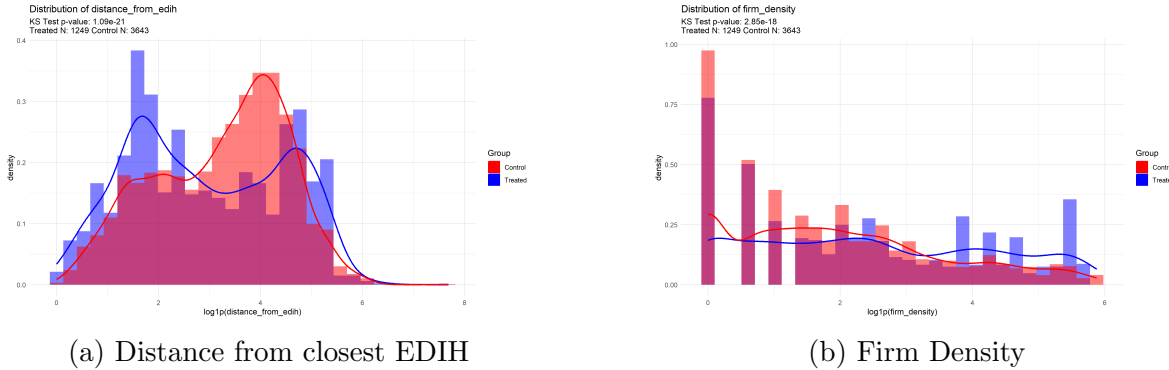 Distribution of distance_from_edih
KS Test p-value: 1.09e-21
Treated N: 1249 Control N: 3643
0.4
0.3
0.2
0.1
0.0
density
0
2
4
6
8
log1p(distance_from_edih)
Group
Control
Treated
(a) Distance from closest EDIH
Distribution of firm_density
KS Test p-value: 2.85e-18
Treated N: 1249 Control N: 3643
1.00
0.75
0.50
0.25
0.00
density
0
2
4
6
log1p(firm_density)
Group
Control
Treated
(b) Firm Density